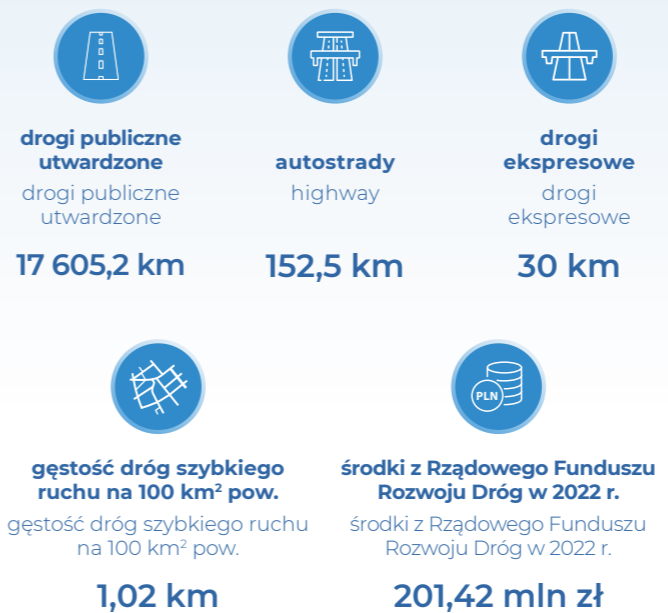 drogi publiczne
utwardzone
drogi publiczne
utwardzone
17 605,2 km
autostrady
highway
152,5 km
drogi
ekspresowe
drogi
ekspresowe
30 km
gęstość dróg szybkiego
ruchu na 100 km² pow.
gęstość dróg szybkiego ruchu
na 100 km² pow.
1,02 km
PLN
środki z Rządowego Funduszu
Rozwoju Dróg w 2022 r.
środki z Rządowego Funduszu
Rozwoju Dróg w 2022 r.
201,42 mln zł